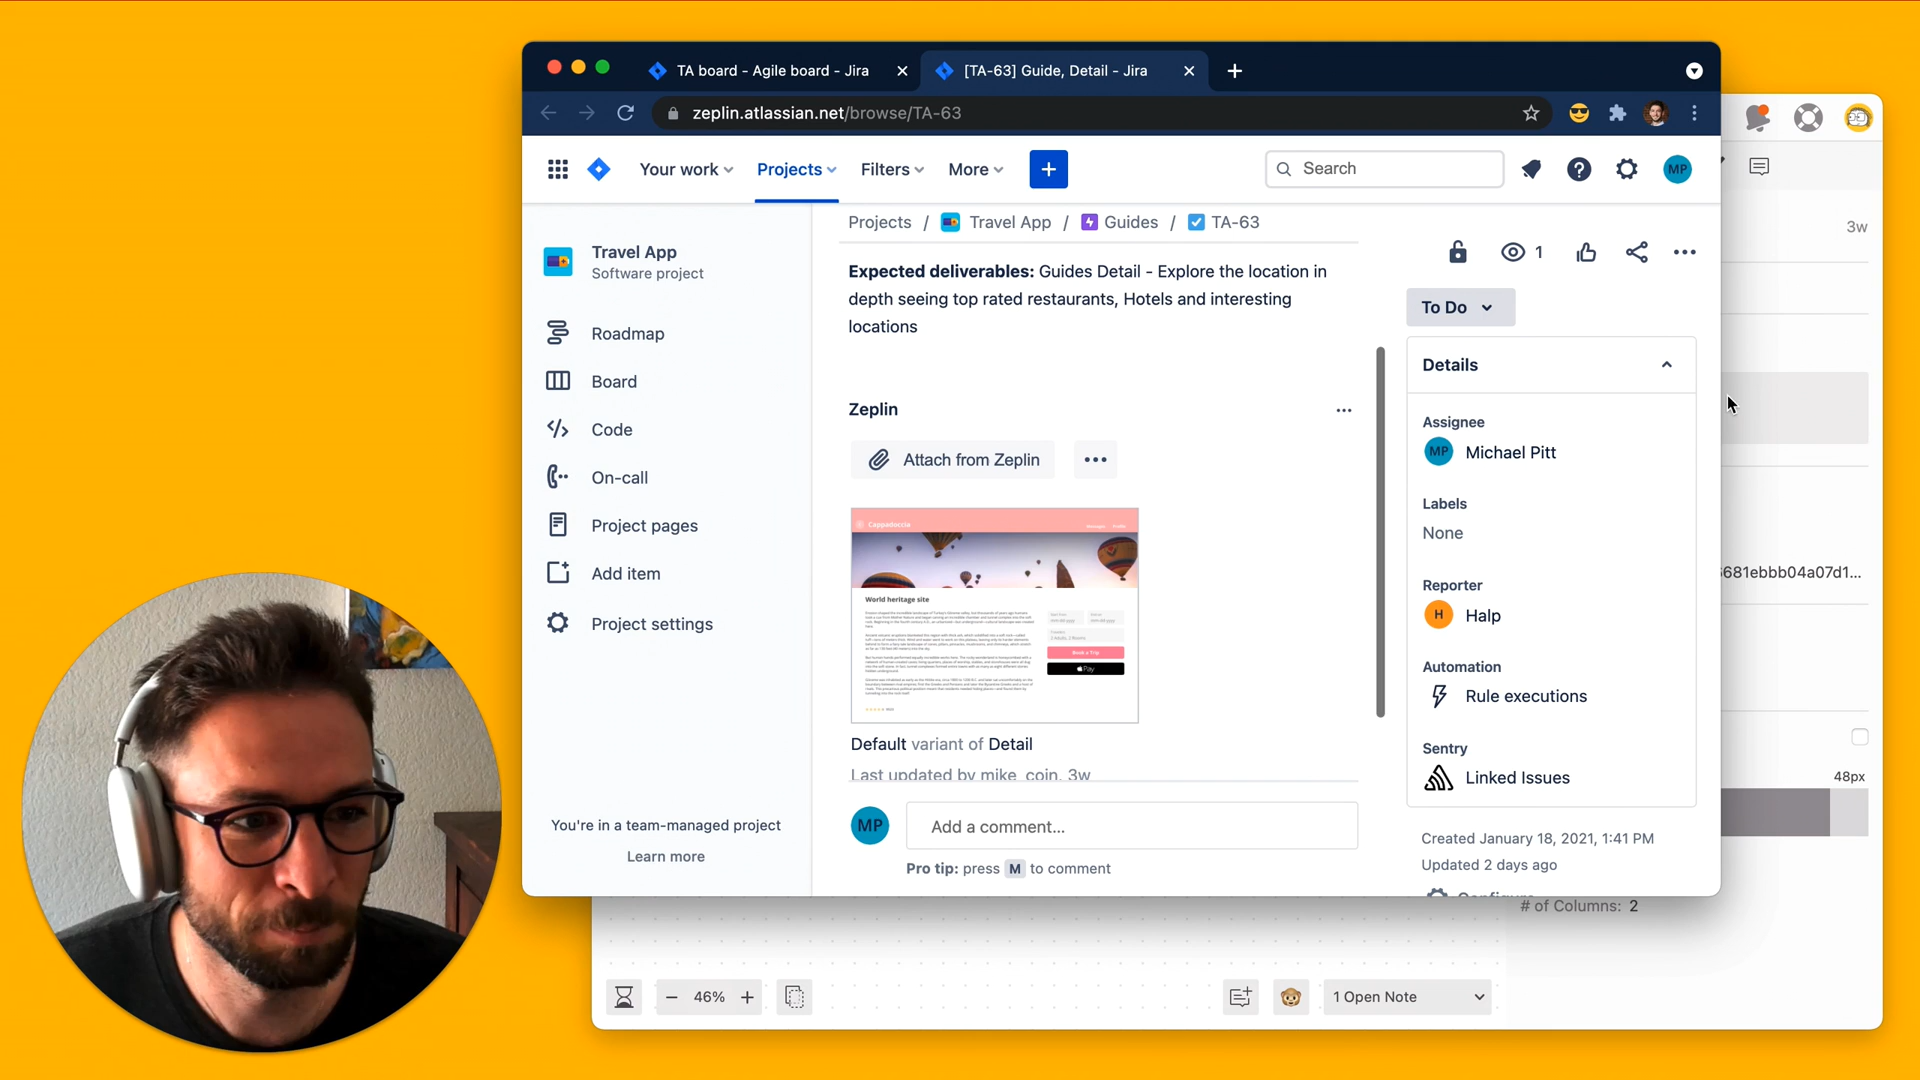 TA board - Agile board - Jira
[TA-63] Guide, Detail - Jira
zeplin.atlassian.net/browse/TA-63
Your work
Projects
Filters
More
Search
MP
Projects / Travel App / Guides / TA-63
Travel App
Software project
Roadmap
Board
Code
On-call
Project pages
Add item
Project settings
You're in a team-managed project
Learn more
Expected deliverables: Guides Detail - Explore the location in
depth seeing top rated restaurants, Hotels and interesting
locations
Zeplin
Attach from Zeplin
Cappadoccia
World heritage site
Book a Trip
Pay
Default variant of Detail
Last updated by mike_coin, 3w
MP
Add a comment...
Pro tip: press M to comment
1
To Do
Details
Assignee
MP Michael Pitt
Labels
None
Reporter
H Halp
Automation
Rule executions
Sentry
Linked Issues
Created January 18, 2021, 1:41 PM
Updated 2 days ago
Configure
3w
681ebbb04a07d1...
48px
# of Columns: 2
46%
1 Open Note